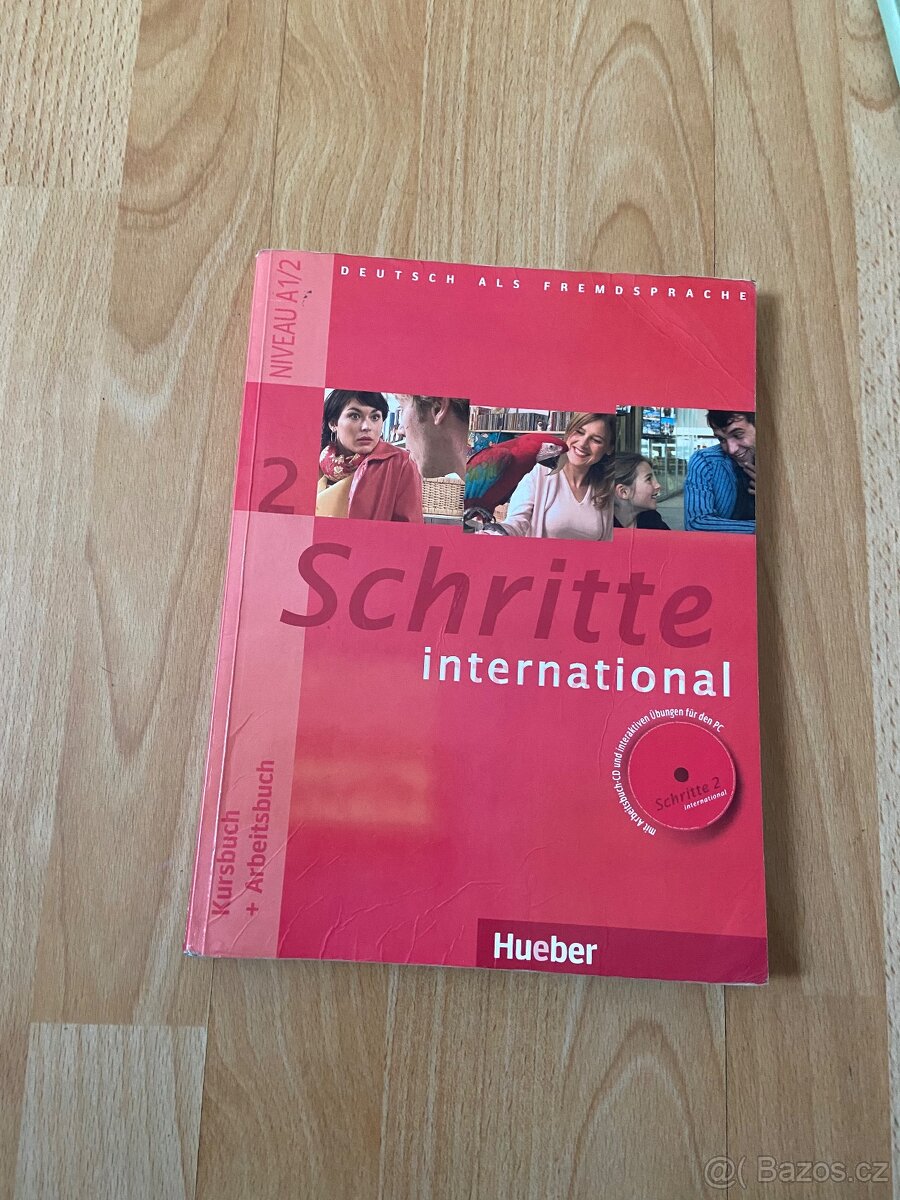 DEUTSCH ALS FREMDSPRACHE
NIVEAU A1/2
2
Schritte
international
mit Arbeitsbuch-CD und interaktiven Übungen für den PC
Schritte 2
international
Kursbuch
+ Arbeitsbuch
Hueber
@( Bazos.cz